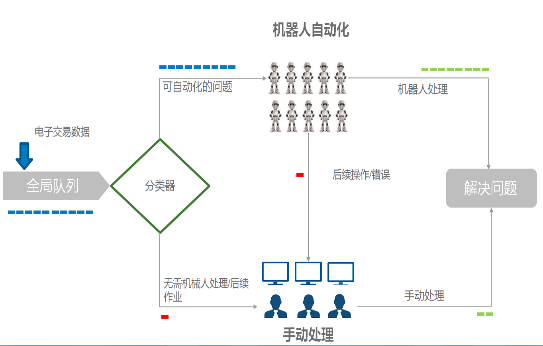 机器人自动化
可自动化的问题
机器人处理
电子交易数据
全局队列
分类器
后续操作/错误
解决问题
无需机械人处理/后续
作业
手动处理
手动处理